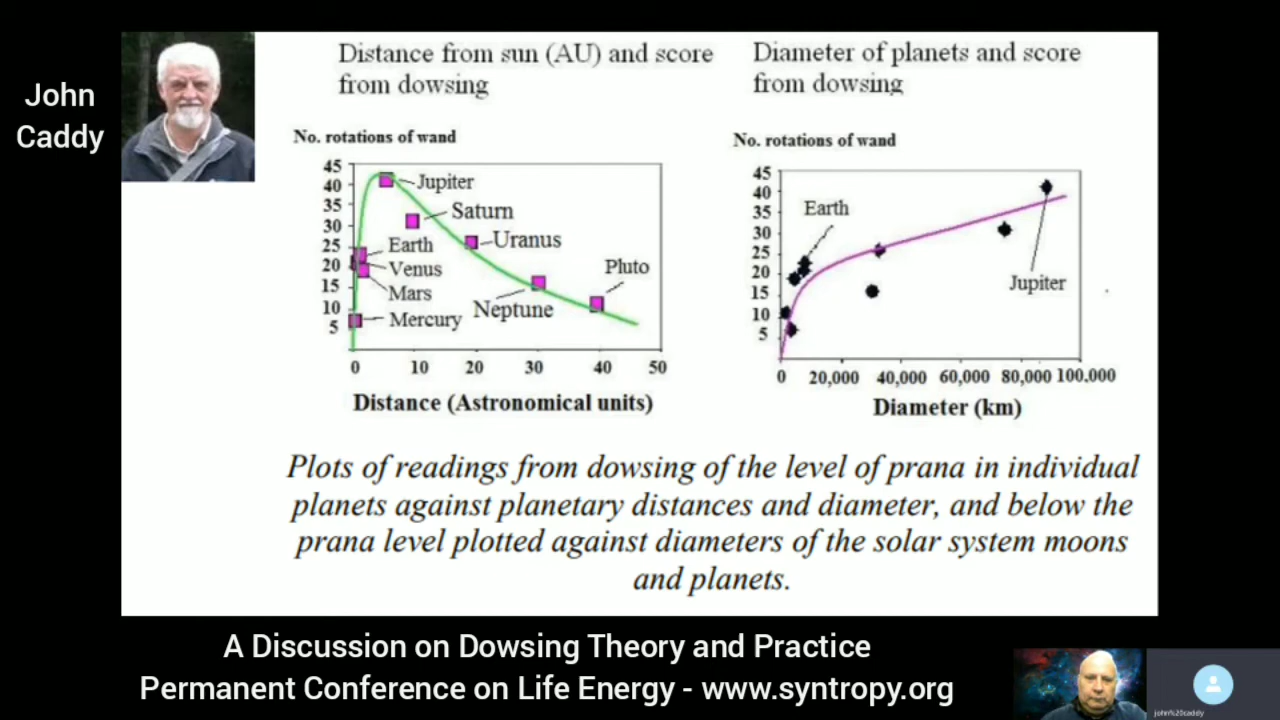 John
Caddy
Distance from sun (AU) and score
from dowsing
No. rotations of wand
45
40
35
30
25
20
15
10
5
Jupiter
Saturn
Uranus
Earth
Venus
Mars
Mercury
Neptune
Pluto
0 10 20 30 40 50
Distance (Astronomical units)
Diameter of planets and score
from dowsing
No. rotations of wand
45
40
35
30
25
20
15
10
5
Earth
Jupiter
0 20,000 40,000 60,000 80,000 100,000
Diameter (km)
Plots of readings from dowsing of the level of prana in individual
planets against planetary distances and diameter, and below the
prana level plotted against diameters of the solar system moons
and planets.
A Discussion on Dowsing Theory and Practice
Permanent Conference on Life Energy - www.syntropy.org
john%20caddy